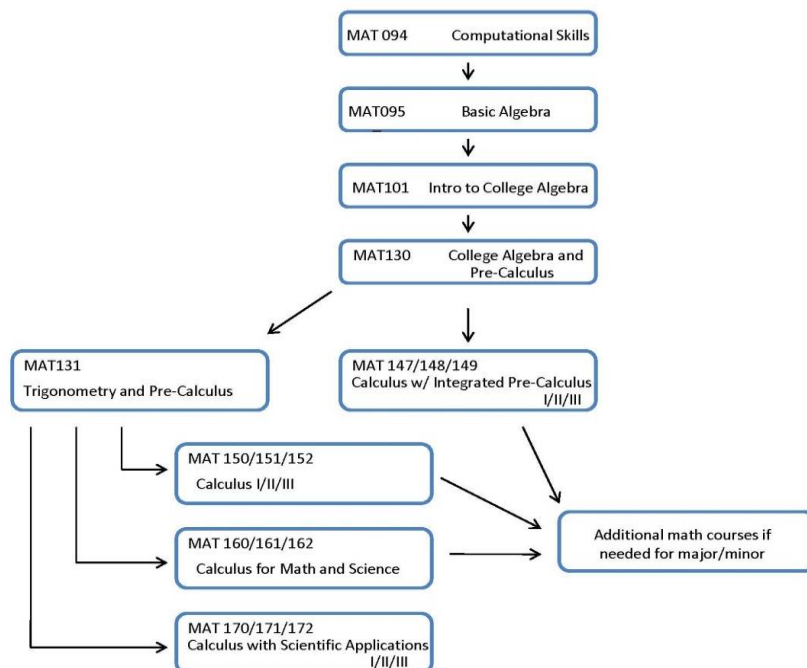 MAT 094 Computational Skills
MAT095 Basic Algebra
MAT101 Intro to College Algebra
MAT130 College Algebra and
Pre-Calculus
MAT131
Trigonometry and Pre-Calculus
MAT 147/148/149
Calculus w/ Integrated Pre-Calculus
I/II/III
MAT 150/151/152
Calculus I/II/III
MAT 160/161/162
Calculus for Math and Science
Additional math courses if
needed for major/minor
MAT 170/171/172
Calculus with Scientific Applications
I/II/III